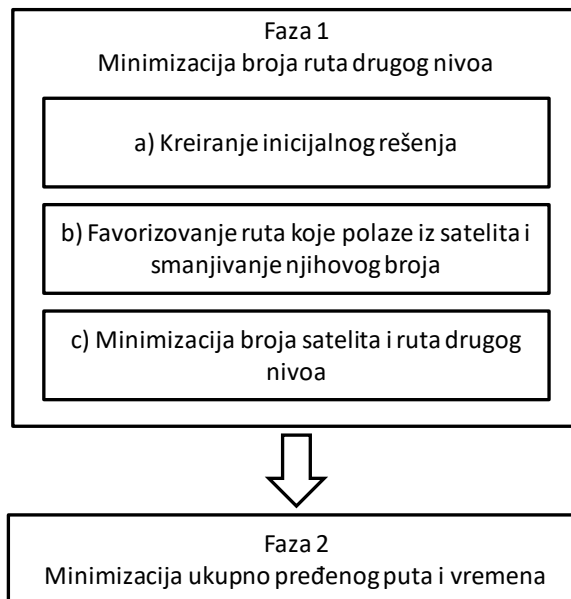 Faza 1
Minimizacija broja ruta drugog nivoa
a) Kreiranje inicijalnog rešenja
b) Favorizovanje ruta koje polaze iz satelita i
smanjivanje njihovog broja
c) Minimizacija broja satelita i ruta drugog
nivoa
Faza 2
Minimizacija ukupno pređenog puta i vremena